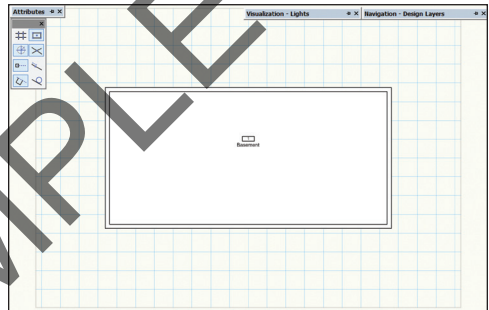 Attributes
Visualization - Lights
Navigation - Design Layers
Basement